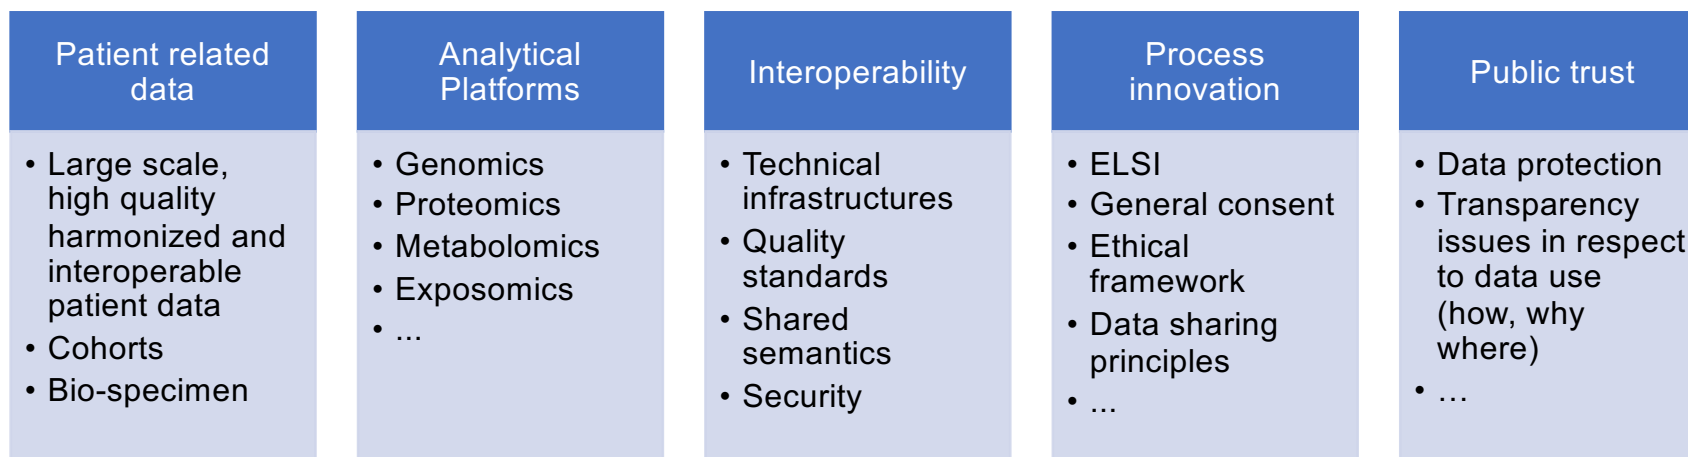 Patient related
data
• Large scale,
high quality
harmonized and
interoperable
patient data
• Cohorts
• Bio-specimen
Analytical
Platforms
• Genomics
• Proteomics
• Metabolomics
• Exposomics
• ...
Interoperability
• Technical
infrastructures
• Quality
standards
• Shared
semantics
• Security
Process
innovation
• ELSI
• General consent
• Ethical
framework
• Data sharing
principles
• ...
Public trust
• Data protection
• Transparency
issues in respect
to data use
(how, why
where)
• …